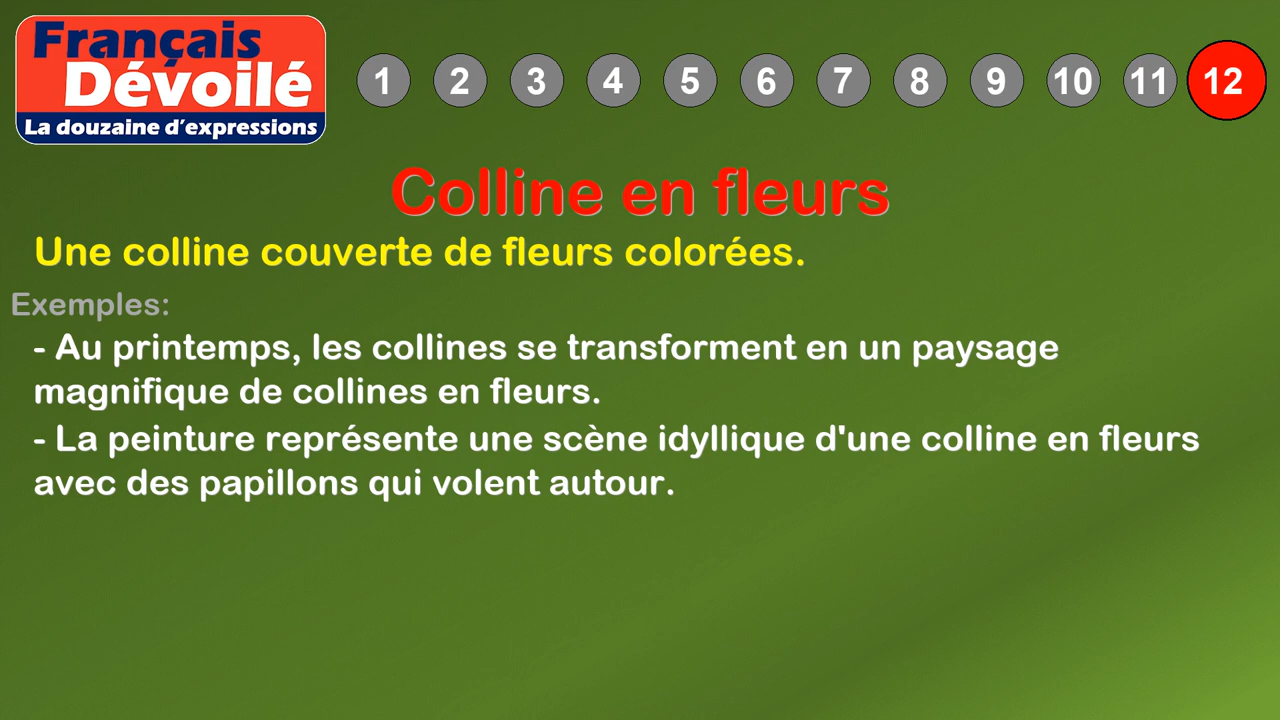 Français
Dévoilé
La douzaine d'expressions
1 2 3 4 5 6 7 8 9 10 11 12
Colline en fleurs
Une colline couverte de fleurs colorées.
Exemples:
- Au printemps, les collines se transforment en un paysage
magnifique de collines en fleurs.
- La peinture représente une scène idyllique d'une colline en fleurs
avec des papillons qui volent autour.